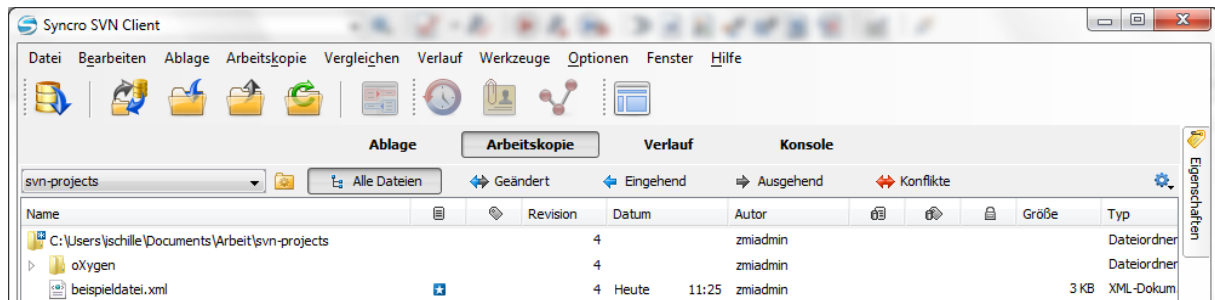 Syncro SVN Client
Datei Bearbeiten Ablage Arbeitskopie Vergleichen Verlauf Werkzeuge Optionen Fenster Hilfe
Ablage Arbeitskopie Verlauf Konsole
svn-projects Alle Dateien Geändert Eingehend Ausgehend Konflikte
Name Revision Datum Autor Größe Typ
C:\Users\jschille\Documents\Arbeit\svn-projects 4 zmiadmin Dateiordner
oXygen 4 zmiadmin Dateiordner
beispieldatei.xml 4 Heute 11:25 zmiadmin 3 KB XML-Dokum
Eigenschaften